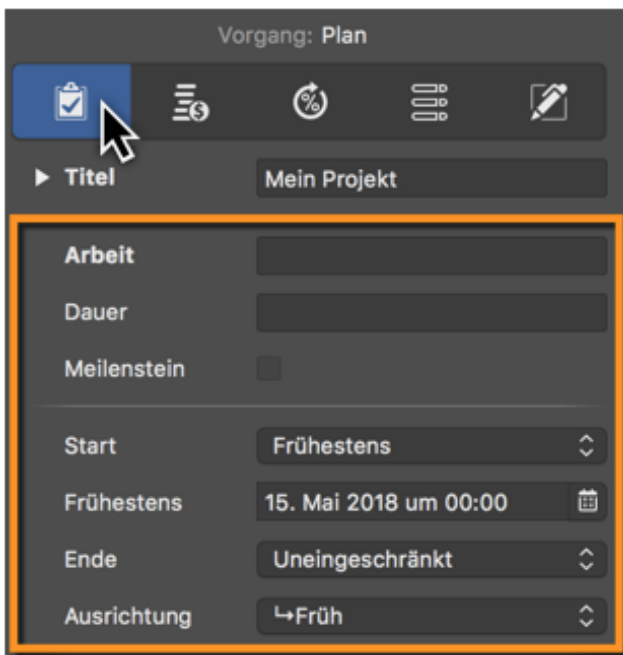 Vorgang: Plan
Titel Mein Projekt
Arbeit
Dauer
Meilenstein
Start Frühestens
Frühestens 15. Mai 2018 um 00:00
Ende Uneingeschränkt
Ausrichtung ↪Früh